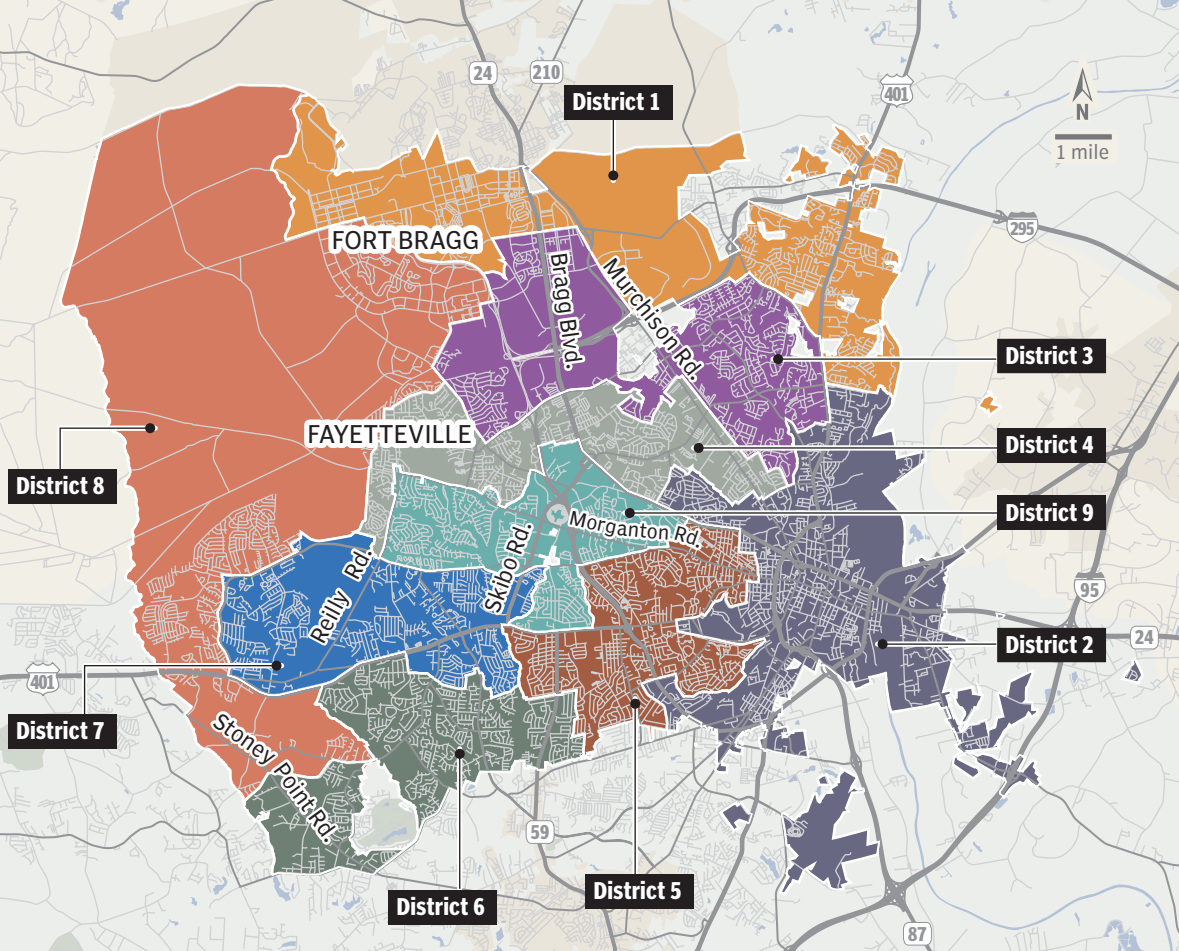 24
210
District 1
401
N
1 mile
295
FORT BRAGG
Bragg Blvd.
Murchison Rd.
District 3
FAYETTEVILLE
District 4
District 8
District 9
Morganton Rd.
Skibo Rd.
Reilly Rd.
95
24
District 2
401
District 7
Stoney Point Rd.
59
District 5
District 6
87